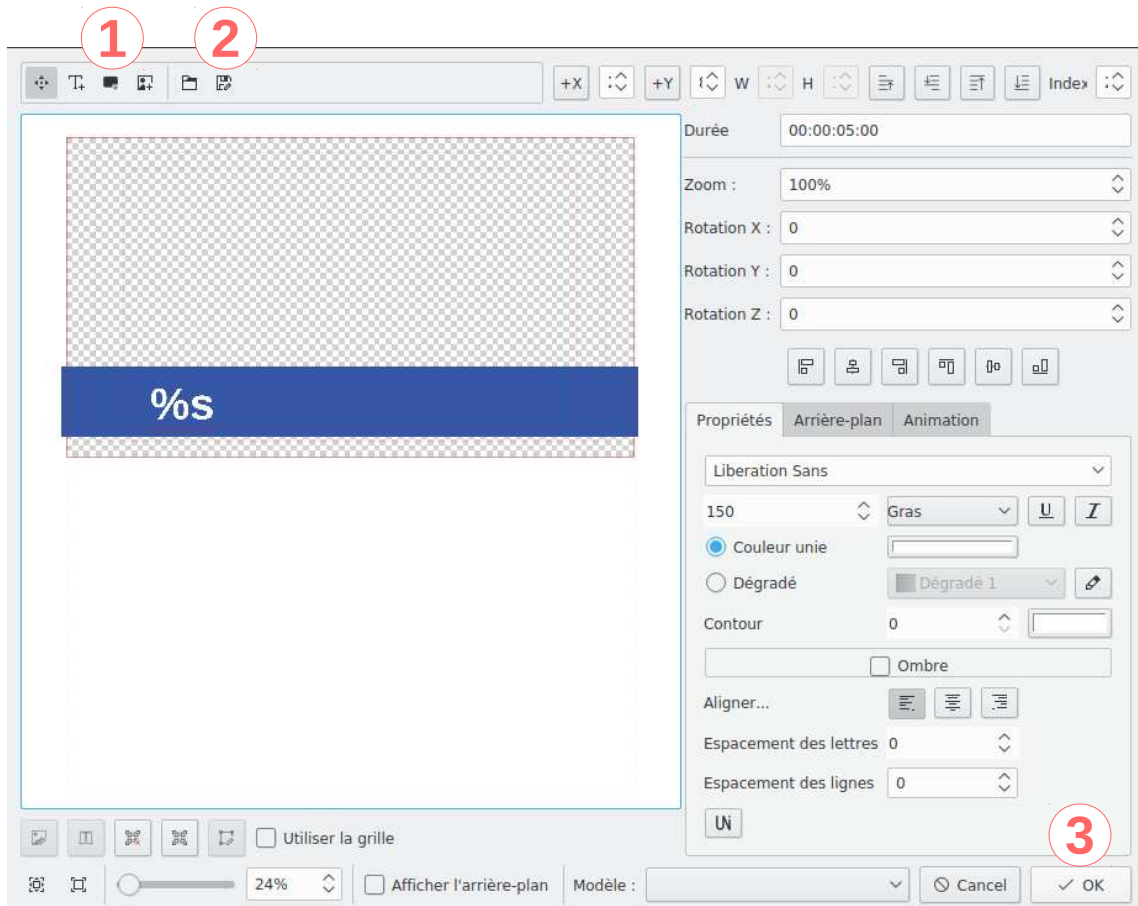 1 2
+X +Y W H Index
Durée 00:00:05:00
Zoom : 100%
Rotation X : 0
Rotation Y : 0
Rotation Z : 0
%s
Propriétés Arrière-plan Animation
Liberation Sans
150 Gras U I
Couleur unie
Dégradé Dégradé 1
Contour 0
Ombre
Aligner...
Espacement des lettres 0
Espacement des lignes 0
3
Utiliser la grille
24% Afficher l'arrière-plan Modèle : Cancel OK